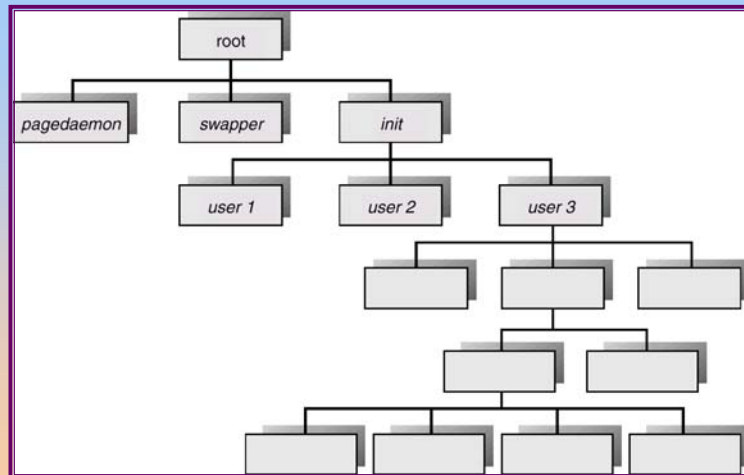 root
pagedaemon swapper init
user 1 user 2 user 3